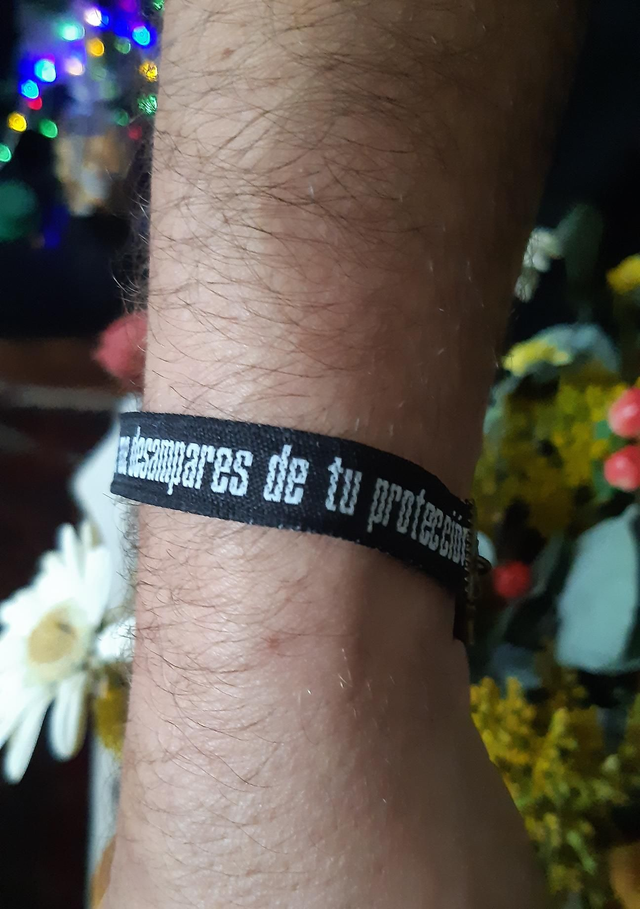 desampares de tu protección